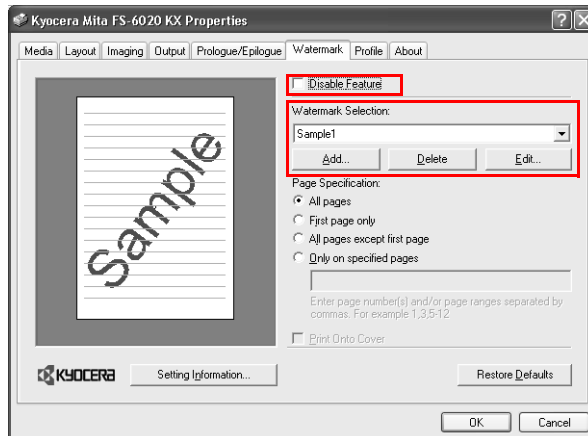 Kyocera Mita FS-6020 KX Properties
Media Layout Imaging Output Prologue/Epilogue Watermark Profile About
Disable Feature
Watermark Selection:
Sample1
Add... Delete Edit...
Page Specification:
All pages
First page only
All pages except first page
Only on specified pages
Enter page number(s) and/or page ranges separated by
commas. For example 1,3,5-12
Print Onto Cover
Sample
KYOCERA Setting Information... Restore Defaults
OK Cancel